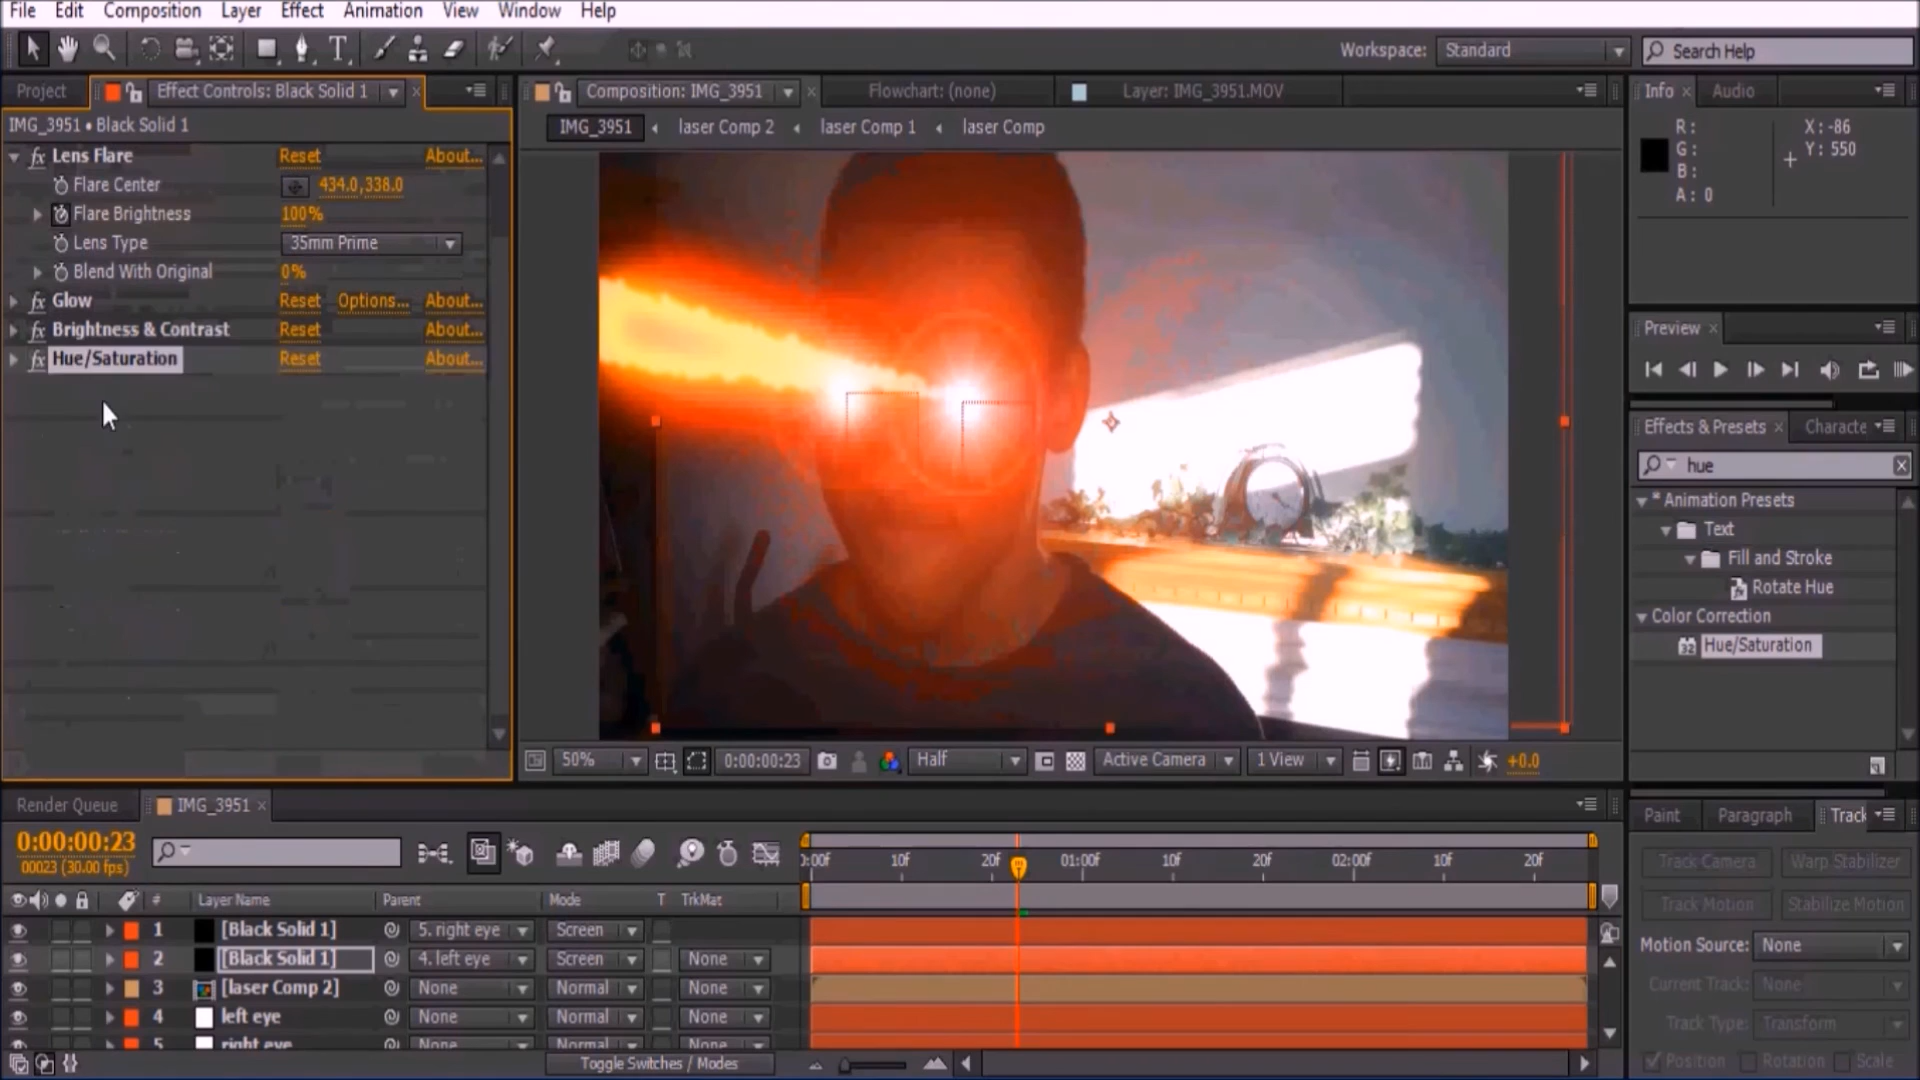 File Edit Composition Layer Effect Animation View Window Help
Workspace: Standard Search Help
Project Effect Controls: Black Solid 1
IMG_3951 • Black Solid 1
Lens Flare Reset About...
Flare Center 434.0,338.0
Flare Brightness 100%
Lens Type 35mm Prime
Blend With Original 0%
Glow Reset Options... About...
Brightness & Contrast Reset About...
Hue/Saturation Reset About...
Composition: IMG_3951 Flowchart: (none) Layer: IMG_3951.MOV
IMG_3951 laser Comp 2 laser Comp 1 laser Comp
50% 0:00:00:23 Half Active Camera 1 View +0.0
Info Audio
R: X: -86
G: Y: 550
B:
A: 0
Preview
Effects & Presets Characte
hue
* Animation Presets
Text
Fill and Stroke
Rotate Hue
Color Correction
32 Hue/Saturation
Render Queue IMG_3951
0:00:00:23
00023 (30.00 fps)
):00f 10f 20f 01:00f 10f 20f 02:00f 10f 20f
# Layer Name Parent Mode T TrkMat
1 [Black Solid 1] 5. right eye Screen
2 [Black Solid 1] 4. left eye Screen None
3 [laser Comp 2] None Normal None
4 left eye None Normal None
5 right eye None Normal None
Toggle Switches / Modes
Paint Paragraph Track
Track Camera Warp Stabilizer
Track Motion Stabilize Motion
Motion Source: None
Current Track: None
Track Type: Transform
Position Rotation Scale